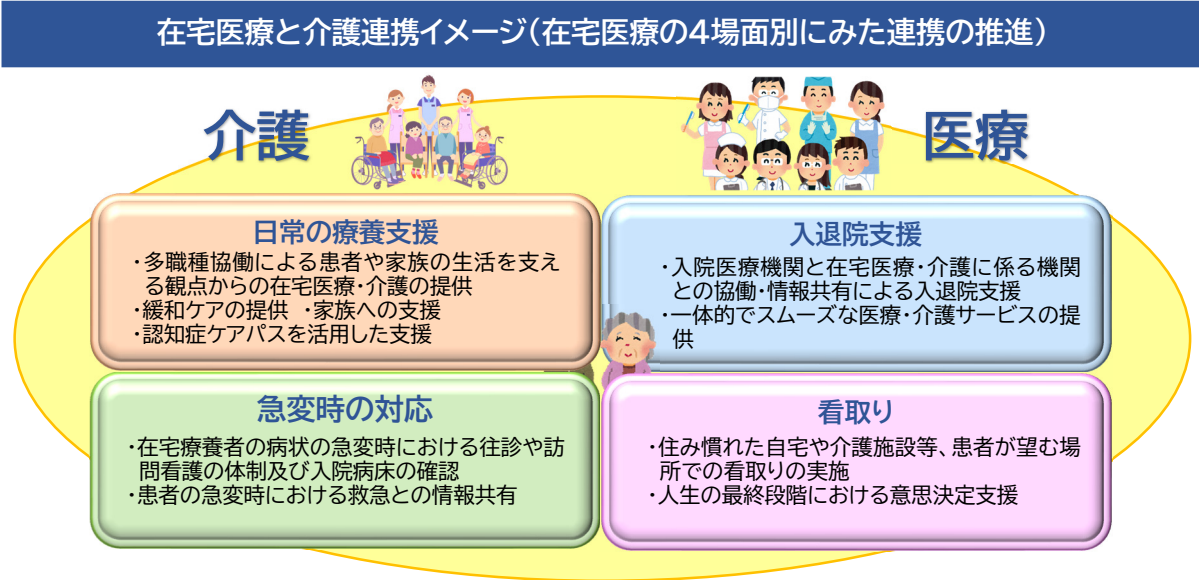 在宅医療と介護連携イメージ(在宅医療の4場面別にみた連携の推進)
介護
医療
日常の療養支援
・多職種協働による患者や家族の生活を支え
る観点からの在宅医療・介護の提供
・緩和ケアの提供 ・家族への支援
・認知症ケアパスを活用した支援
入退院支援
・入院医療機関と在宅医療・介護に係る機関
との協働・情報共有による入退院支援
・一体的でスムーズな医療・介護サービスの提
供
急変時の対応
・在宅療養者の病状の急変時における往診や訪
問看護の体制及び入院病床の確認
・患者の急変時における救急との情報共有
看取り
・住み慣れた自宅や介護施設等、患者が望む場
所での看取りの実施
・人生の最終段階における意思決定支援